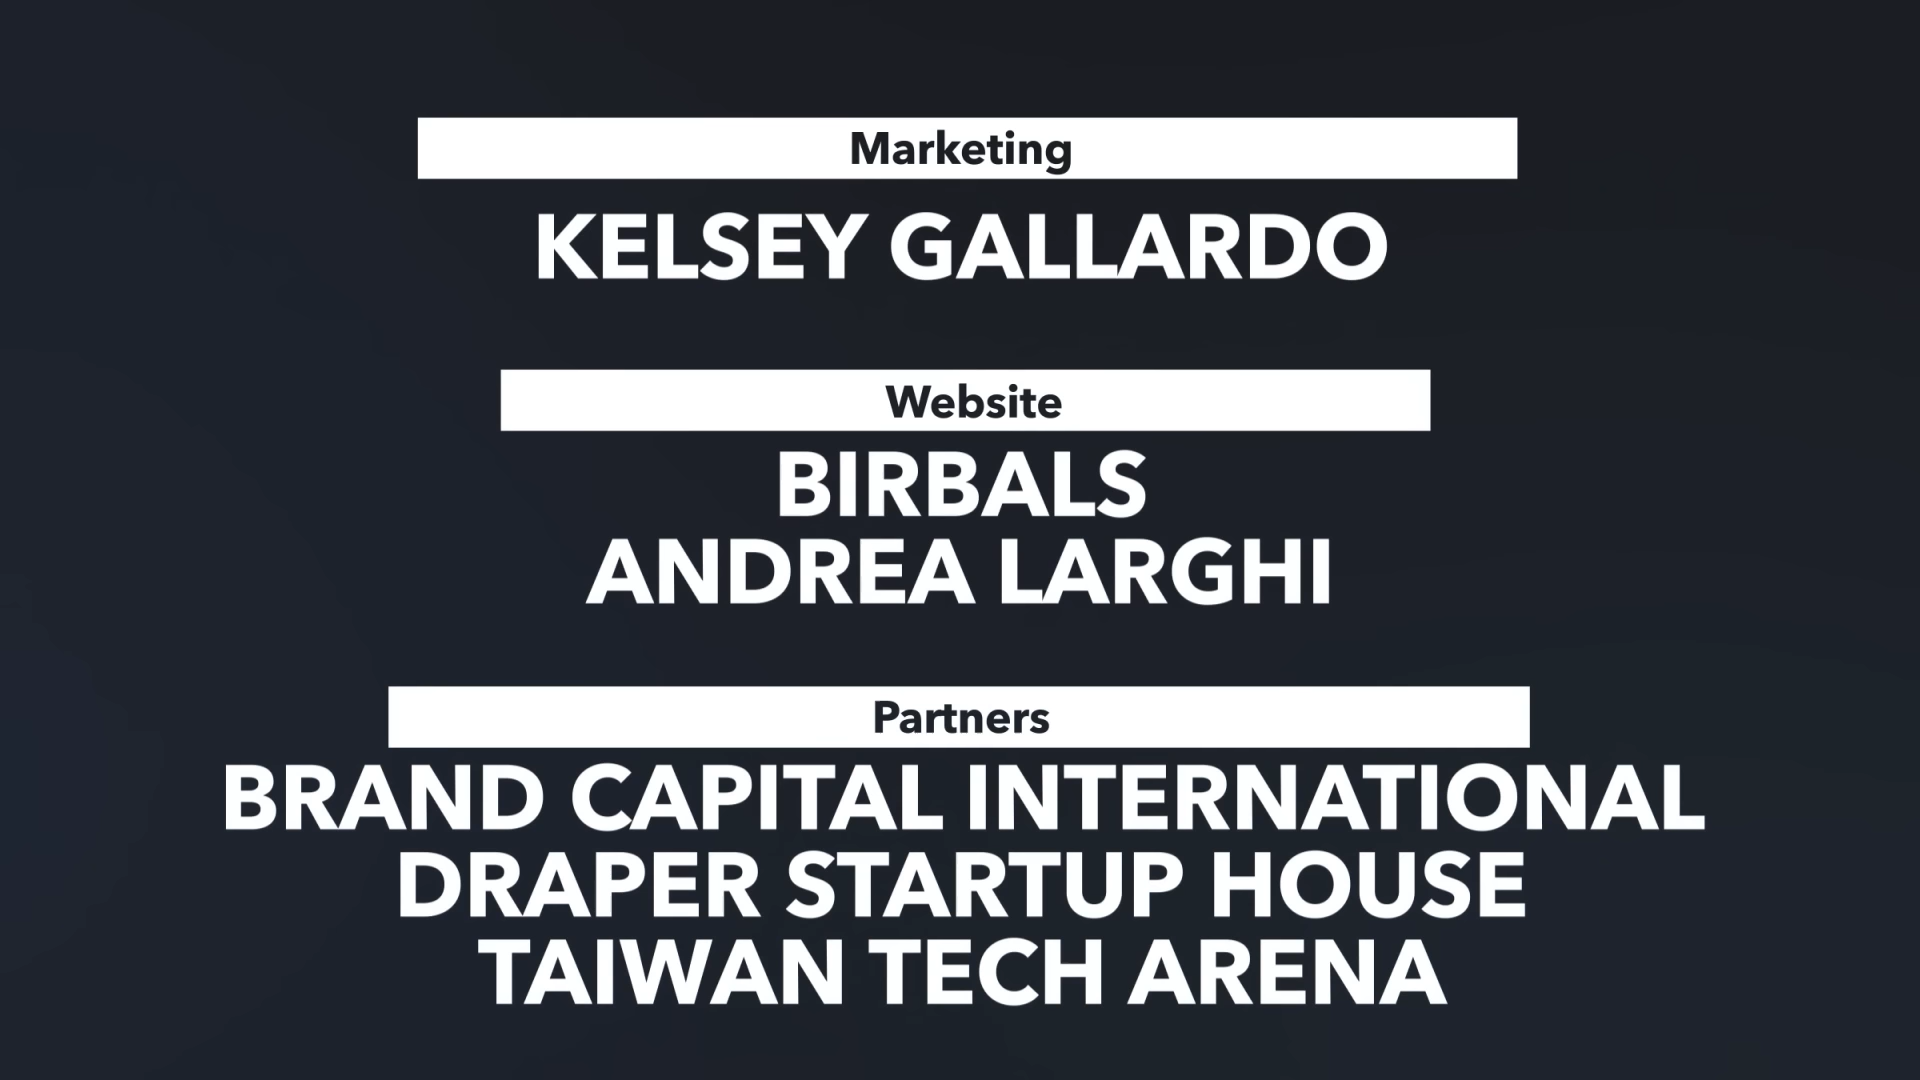 Marketing
KELSEY GALLARDO
Website
BIRBALS
ANDREA LARGHI
Partners
BRAND CAPITAL INTERNATIONAL
DRAPER STARTUP HOUSE
TAIWAN TECH ARENA